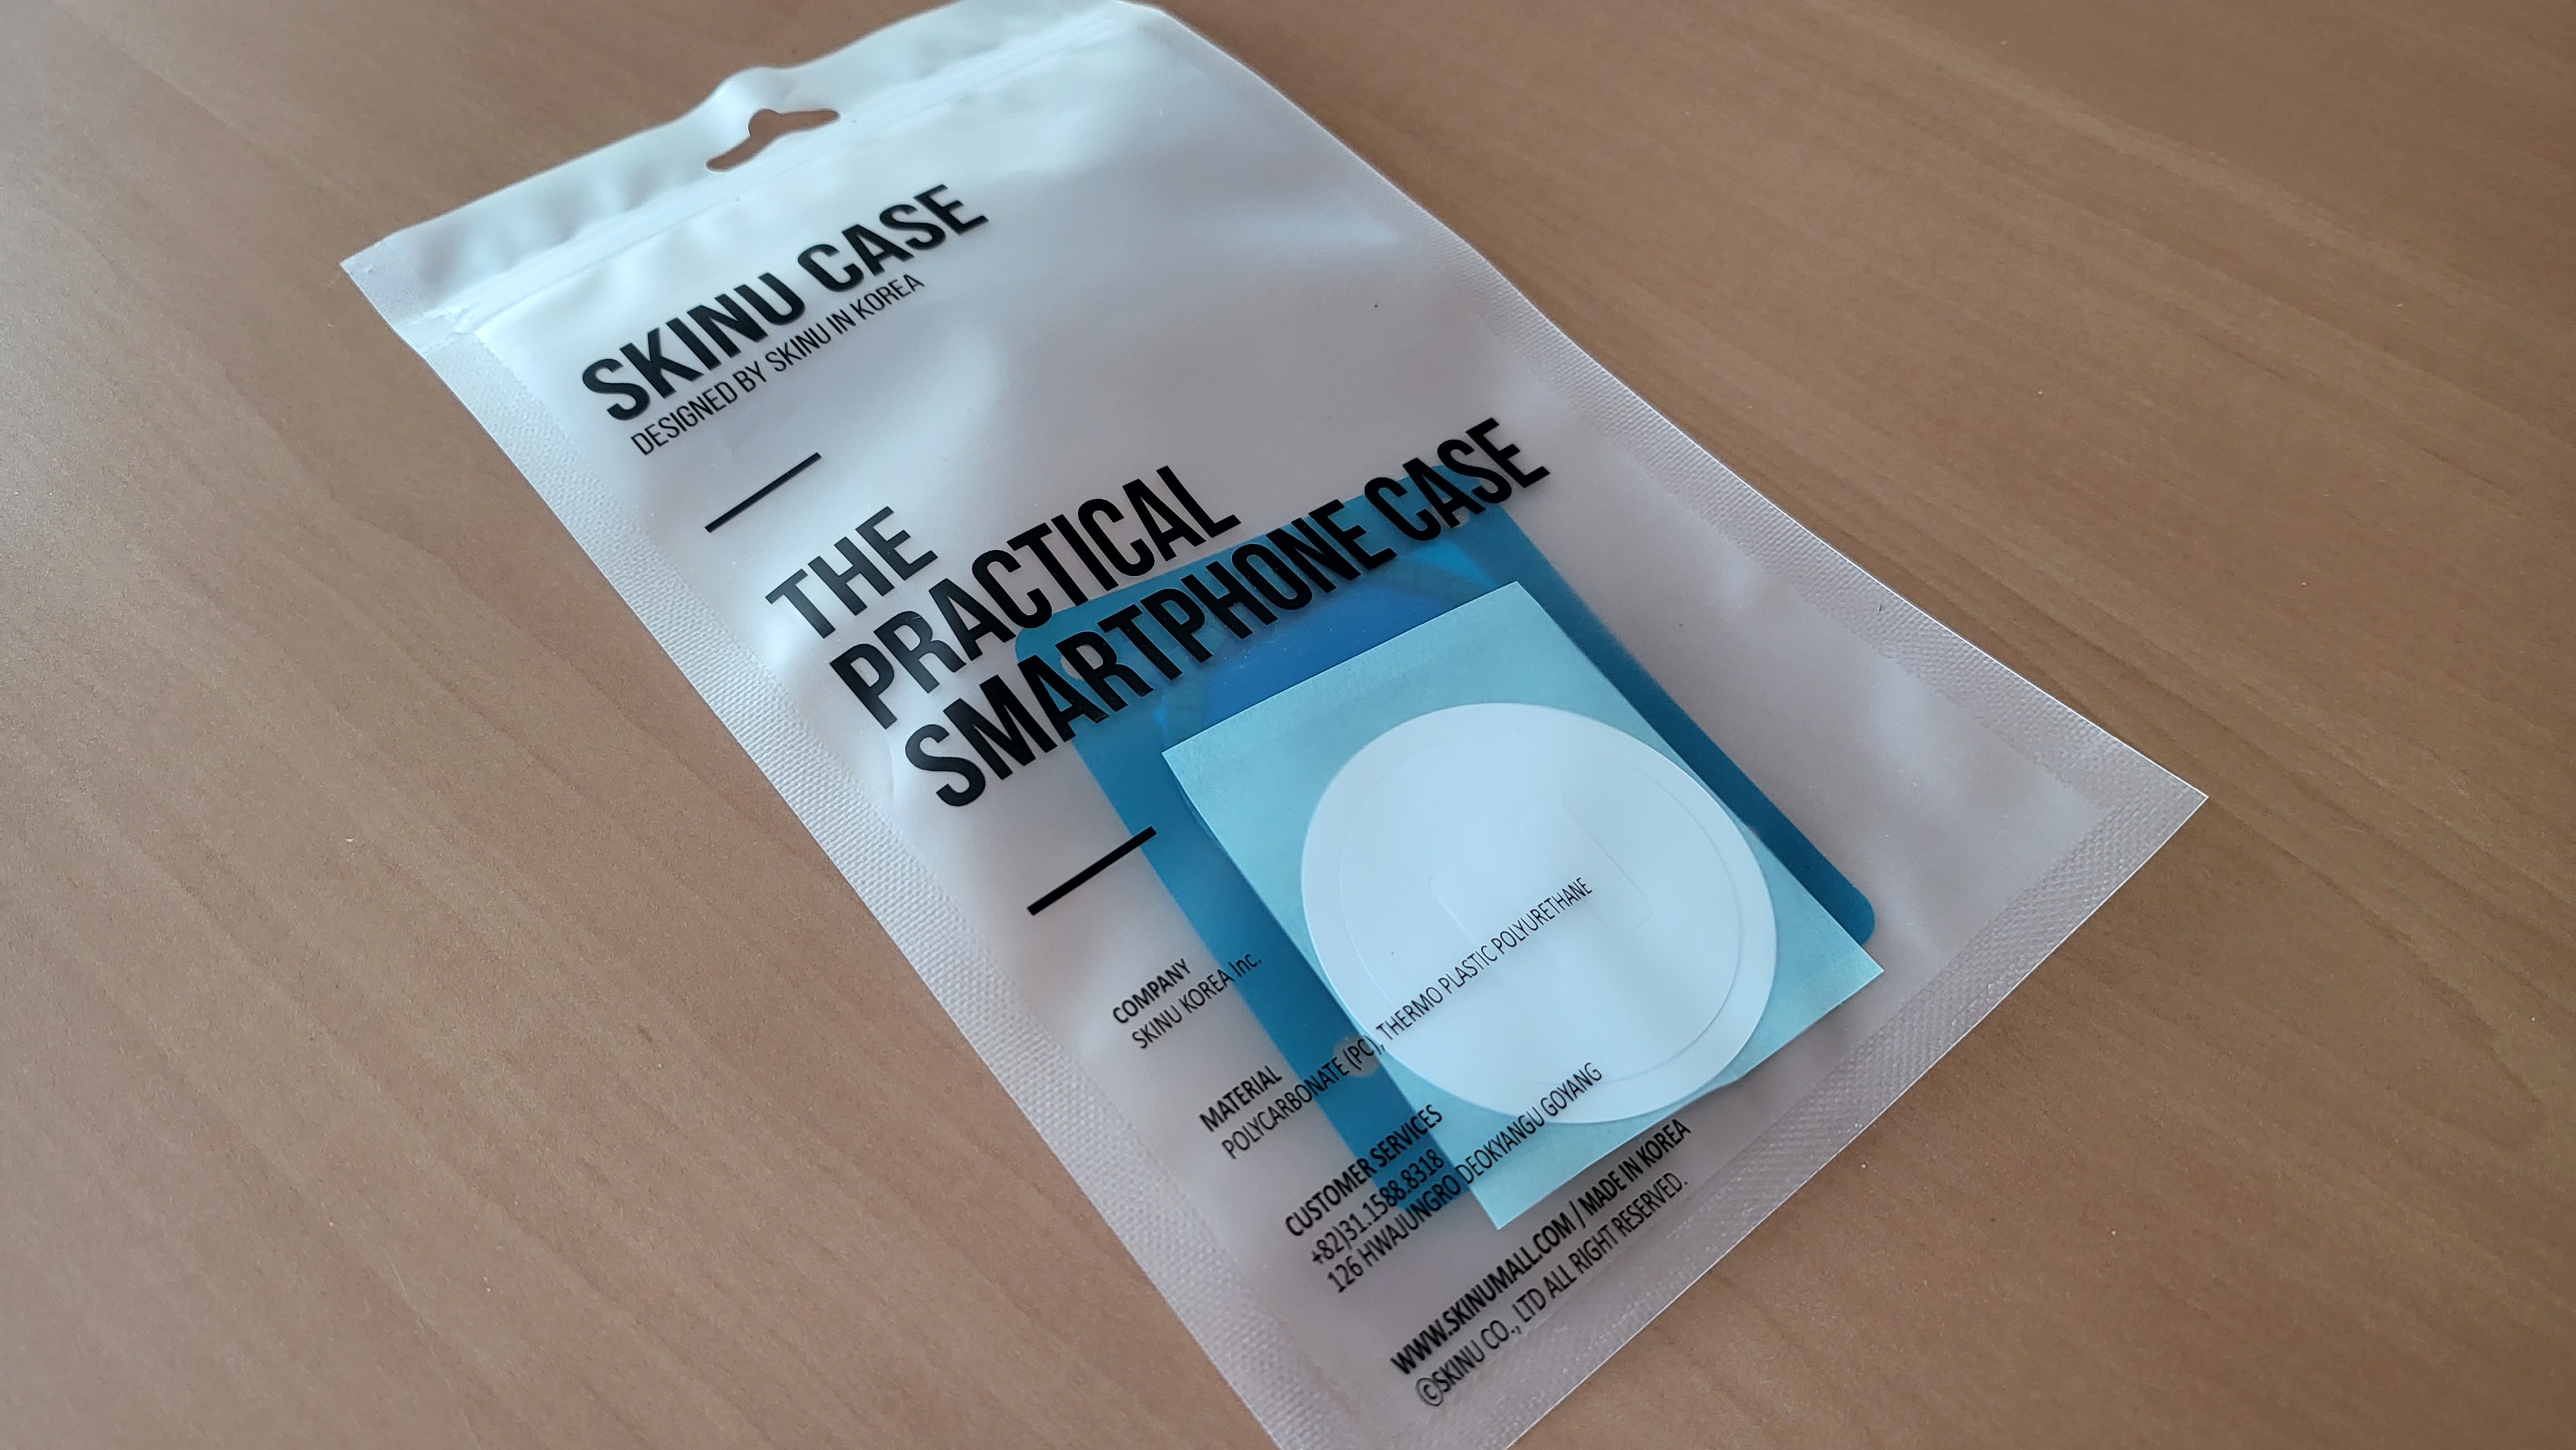 SKINU CASE
DESIGNED BY SKINU IN KOREA
THE
PRACTICAL
SMARTPHONE CASE
COMPANY
SKINU KOREA Inc.
MATERIAL
POLYCARBONATE (PC), THERMO PLASTIC POLYURETHANE
CUSTOMER SERVICES
+82)31.1588.8318
126 HWAJUNGRO DEOKYANGU GOYANG
WWW.SKINUMALL.COM / MADE IN KOREA
©SKINU CO., LTD ALL RIGHT RESERVED.